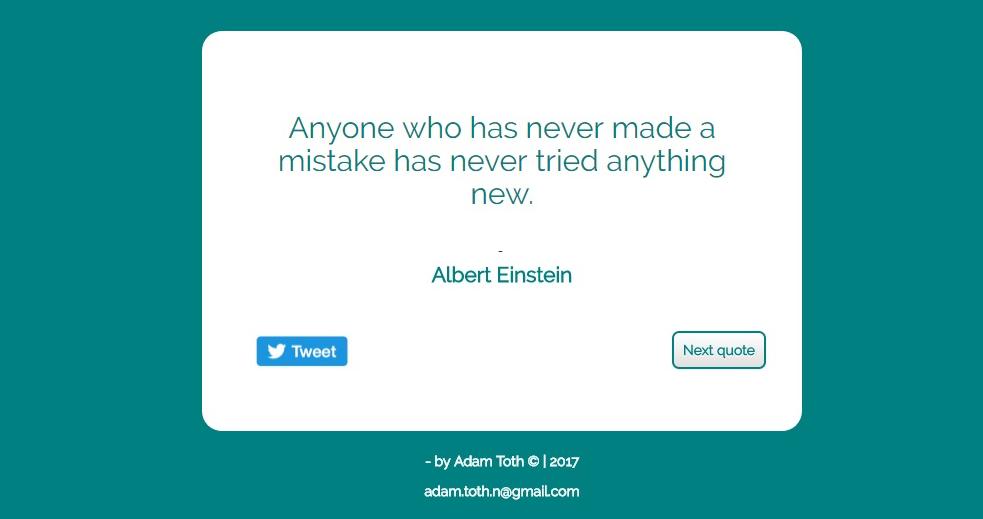 Anyone who has never made a
mistake has never tried anything
new.
-
Albert Einstein
Tweet
Next quote
- by Adam Toth © | 2017
adam.toth.n@gmail.com